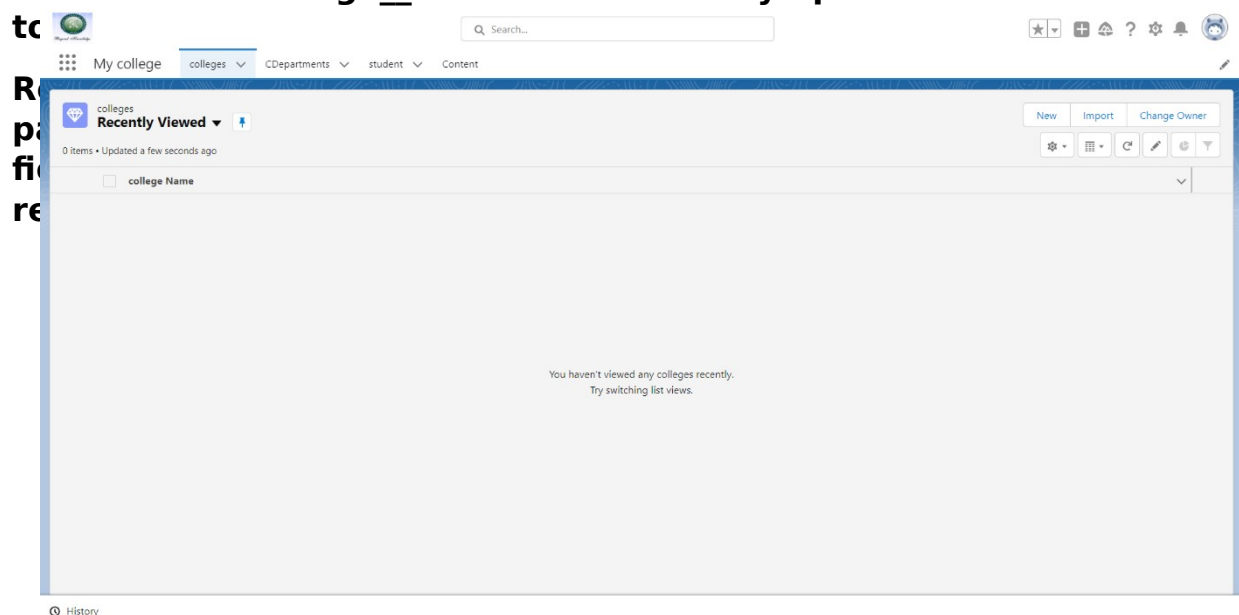 Search...
My college colleges CDepartments student Content
colleges
Recently Viewed
New Import Change Owner
0 items • Updated a few seconds ago
college Name
You haven't viewed any colleges recently.
Try switching list views.
History